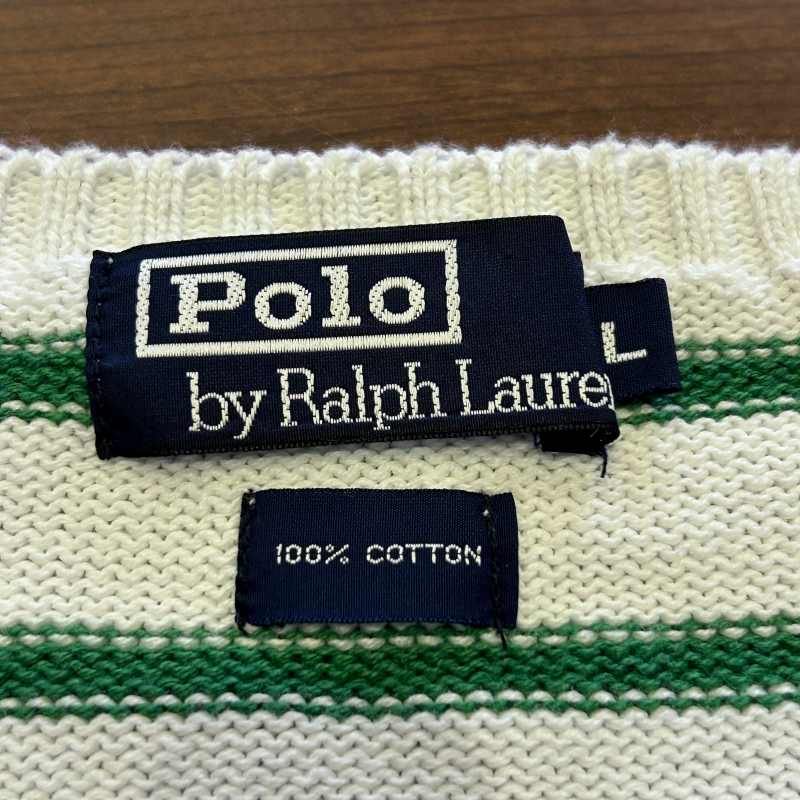 Polo
by Ralph Lauren
L
100% COTTON